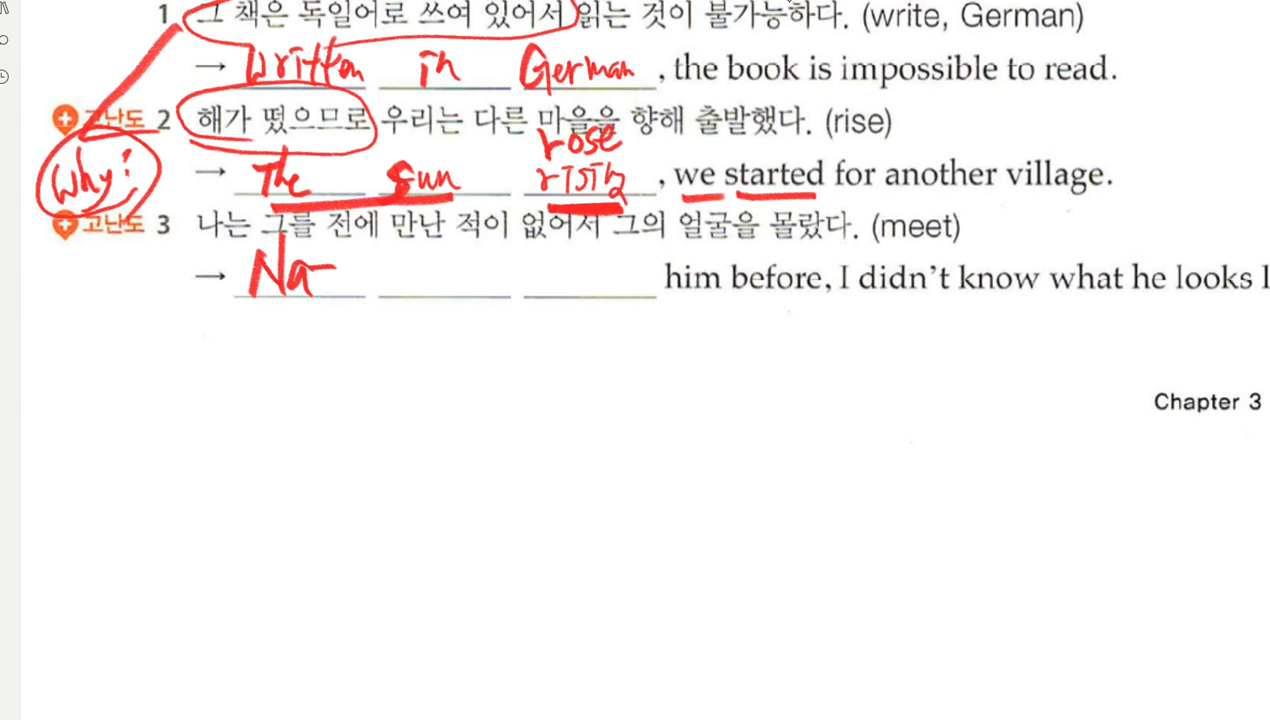 1 그 책은 독일어로 쓰여 있어서 읽는 것이 불가능하다. (write, German)
→ Written in German, the book is impossible to read.
고난도 2 해가 떴으므로 우리는 다른 마을을 향해 출발했다. (rise)
rose
Why?
→ The sun rising, we started for another village.
고난도 3 나는 그를 전에 만난 적이 없어서 그의 얼굴을 몰랐다. (meet)
→ Na him before, I didn't know what he looks l
Chapter 3